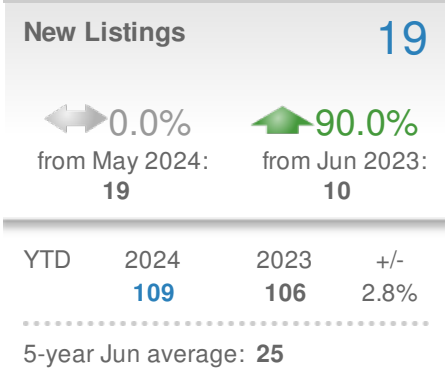 New Listings 19
0.0% 90.0%
from May 2024: from Jun 2023:
19 10
YTD 2024 2023 +/-
109 106 2.8%
5-year Jun average: 25